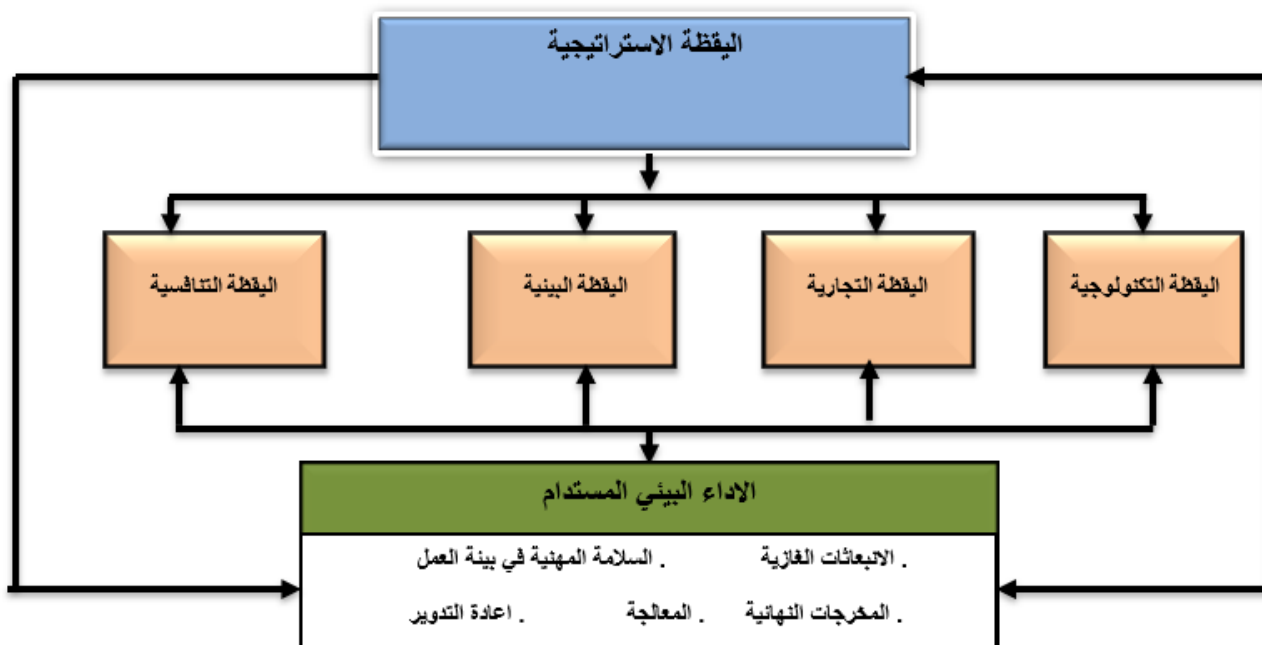 اليقظة الاستراتيجية
اليقظة التكنولوجية
اليقظة التجارية
اليقظة البيئية
اليقظة التنافسية
الاداء البيئي المستدام
. الانبعاثات الغازية . السلامة المهنية في بيئة العمل
. المخرجات النهائية . المعالجة . اعادة التدوير